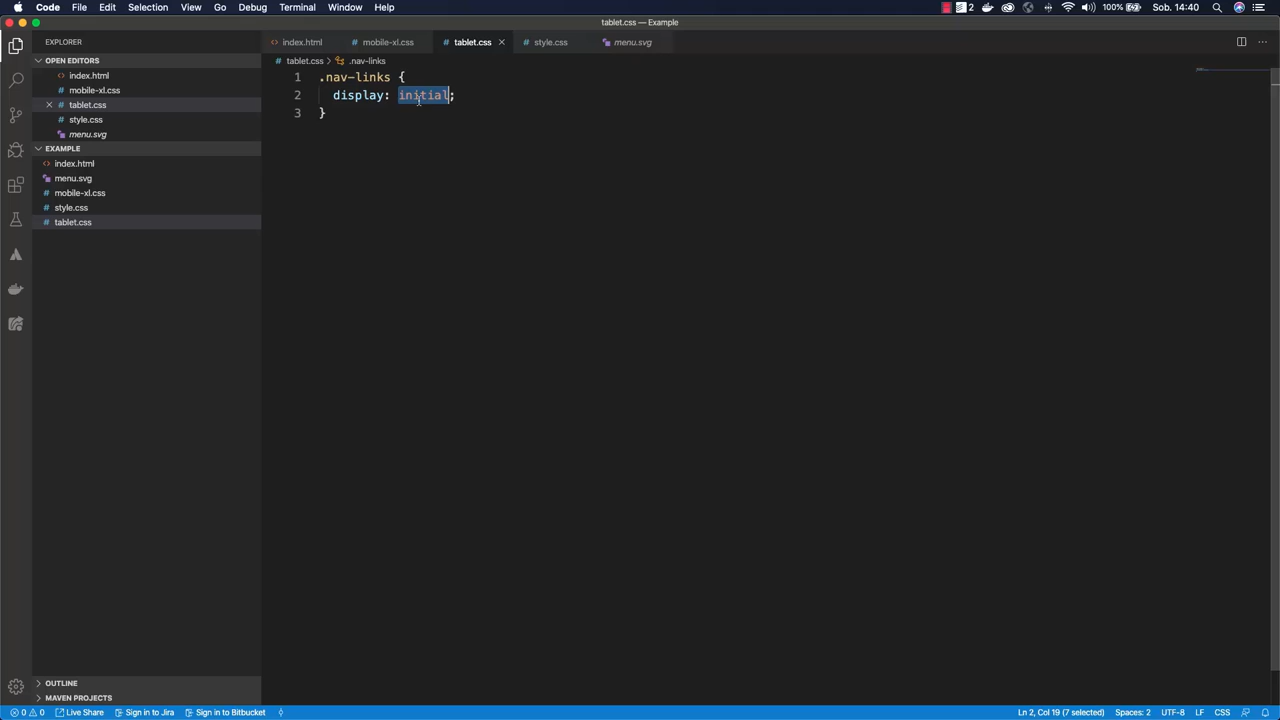 Code File Edit Selection View Go Debug Terminal Window Help 2 100% Sob. 14:40
tablet.css — Example
EXPLORER
index.html mobile-xl.css tablet.css style.css menu.svg
OPEN EDITORS
index.html
mobile-xl.css
tablet.css
style.css
menu.svg
EXAMPLE
index.html
menu.svg
mobile-xl.css
style.css
tablet.css
tablet.css > .nav-links
1 .nav-links {
2 display: initial;
3 }
OUTLINE
MAVEN PROJECTS
0 0 Live Share Sign in to Jira Sign in to Bitbucket Ln 2, Col 19 (7 selected) Spaces: 2 UTF-8 LF CSS